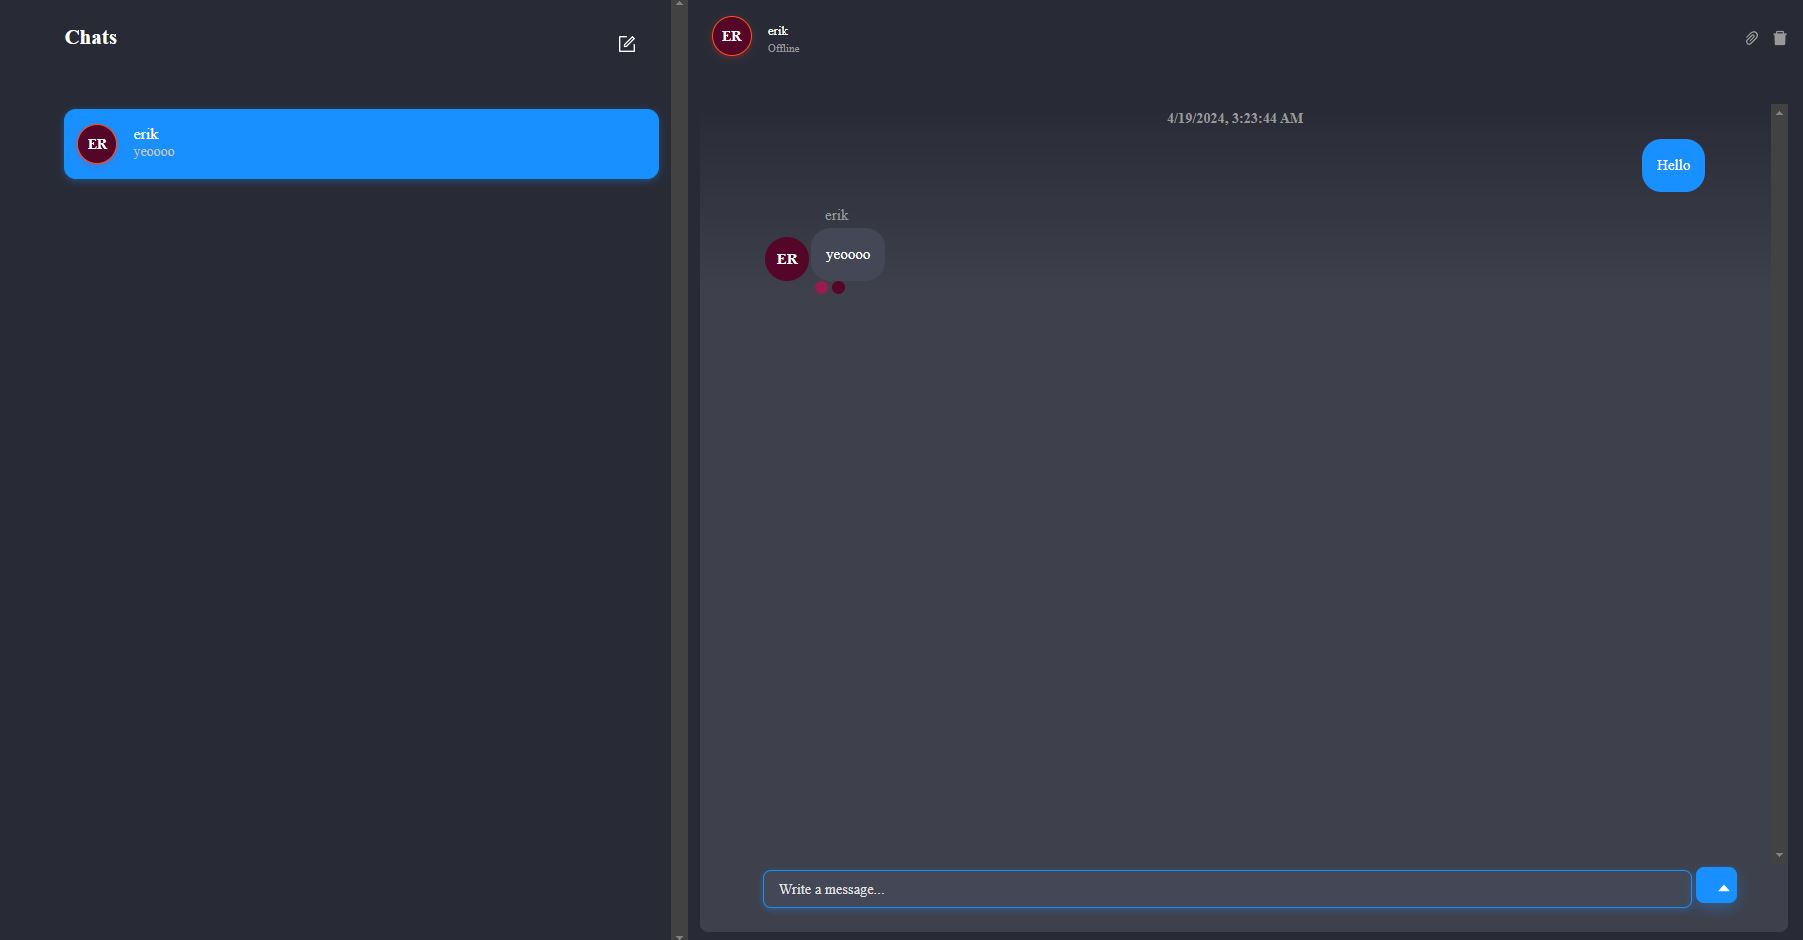 Chats
ER
erik
yeoooo
ER
erik
Offline
4/19/2024, 3:23:44 AM
Hello
erik
ER
yeoooo
Write a message...